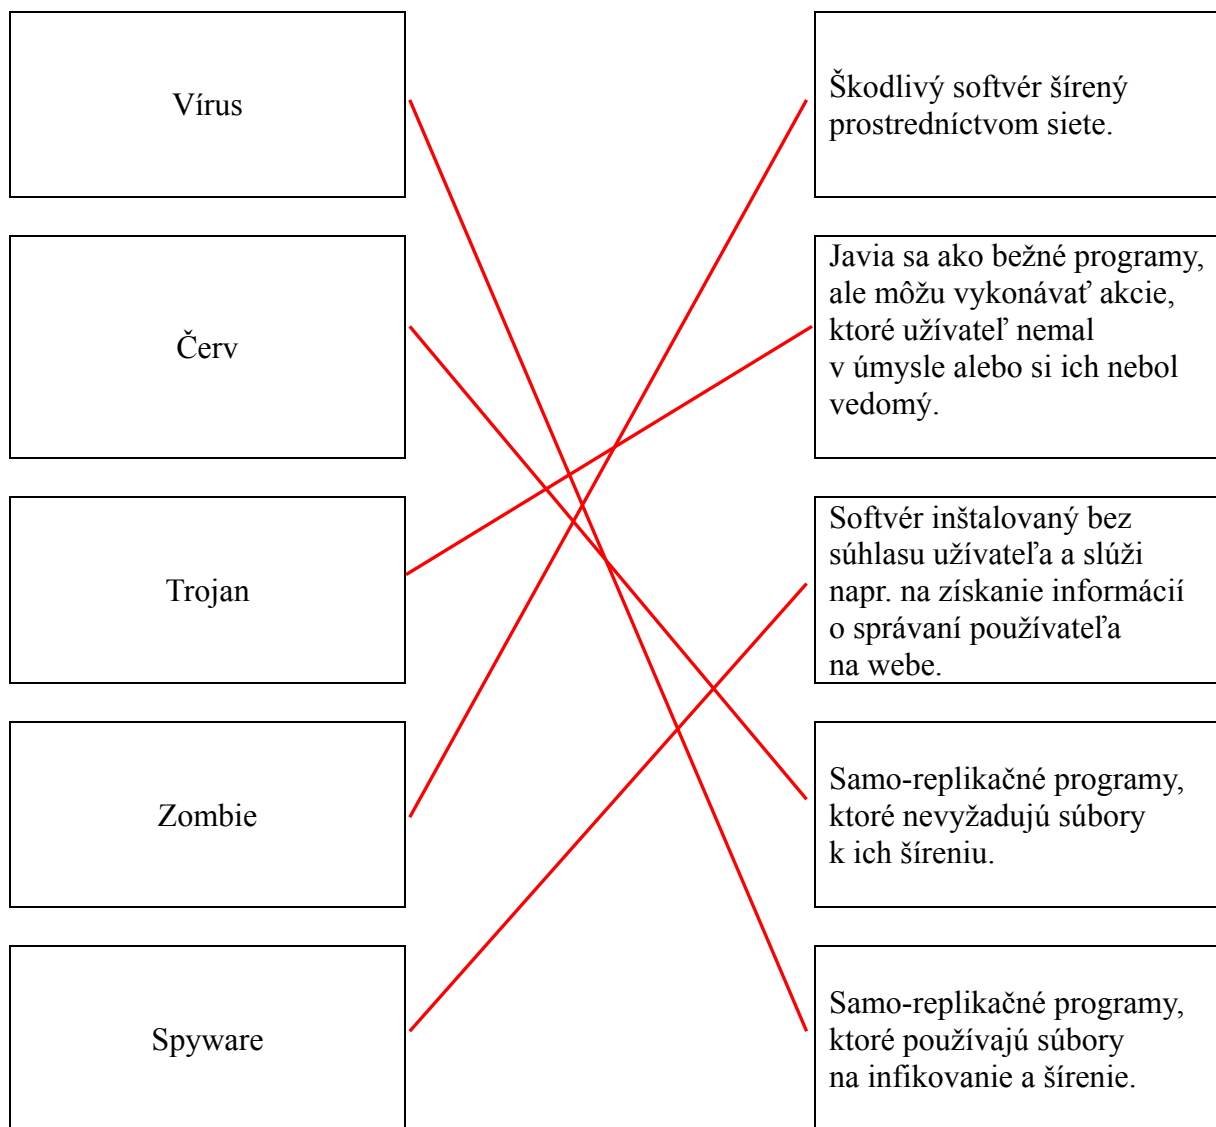 Vírus
Škodlivý softvér šírený
prostredníctvom siete.
Červ
Javia sa ako bežné programy,
ale môžu vykonávať akcie,
ktoré užívateľ nemal
v úmysle alebo si ich nebol
vedomý.
Trojan
Softvér inštalovaný bez
súhlasu užívateľa a slúži
napr. na získanie informácií
o správaní používateľa
na webe.
Zombie
Samo-replikačné programy,
ktoré nevyžadujú súbory
k ich šíreniu.
Spyware
Samo-replikačné programy,
ktoré používajú súbory
na infikovanie a šírenie.